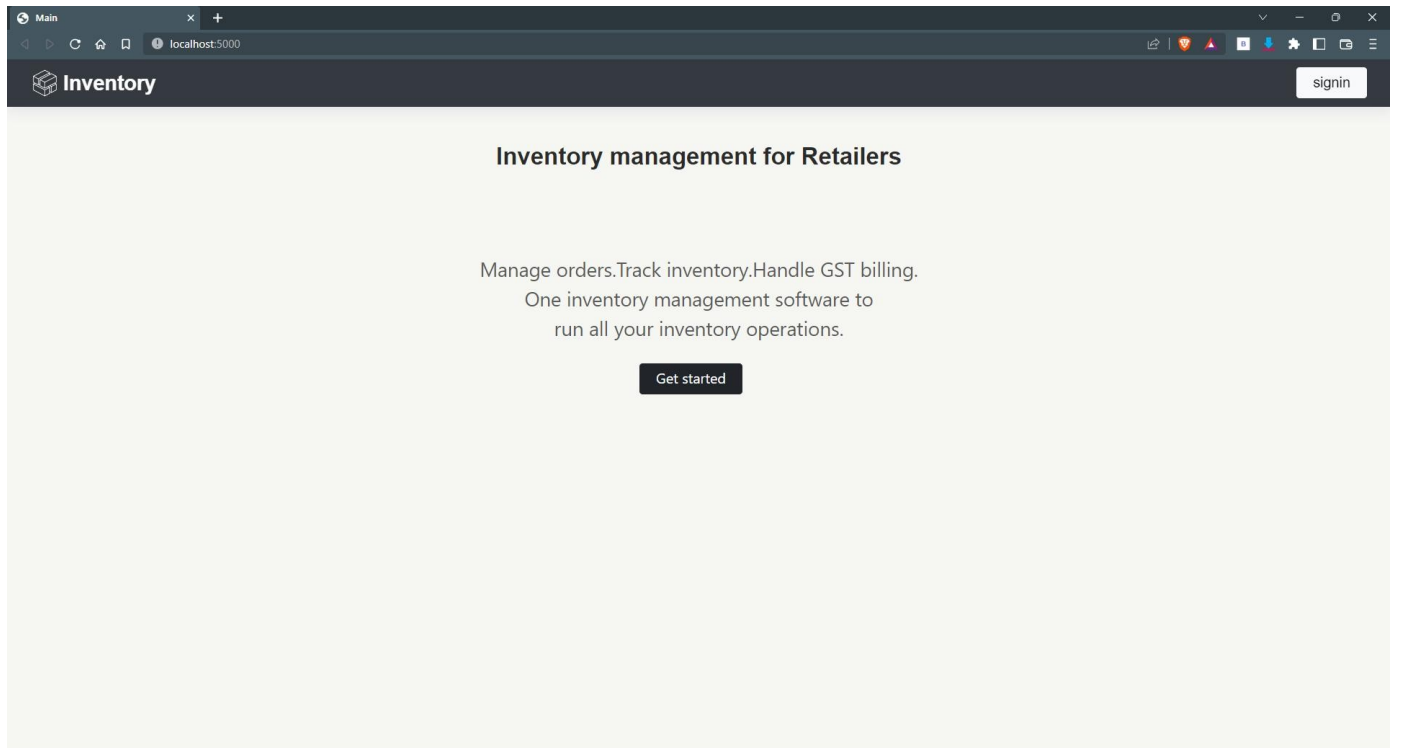 Main
localhost:5000
Inventory
signin
Inventory management for Retailers
Manage orders.Track inventory.Handle GST billing.
One inventory management software to
run all your inventory operations.
Get started